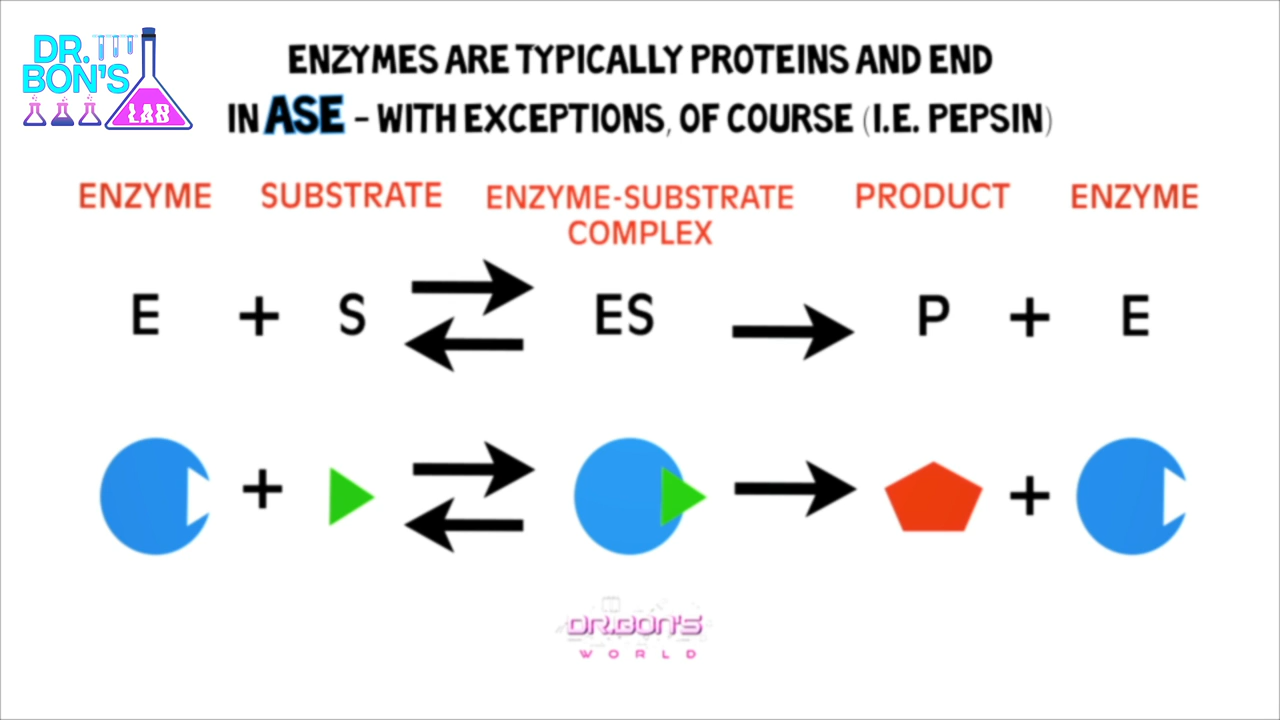 DR.
BON'S
LAB
ENZYMES ARE TYPICALLY PROTEINS AND END
IN ASE – WITH EXCEPTIONS, OF COURSE (I.E. PEPSIN)
ENZYME SUBSTRATE ENZYME-SUBSTRATE PRODUCT ENZYME
COMPLEX
E + S ES P + E
+ +
DR.BON'S
WORLD